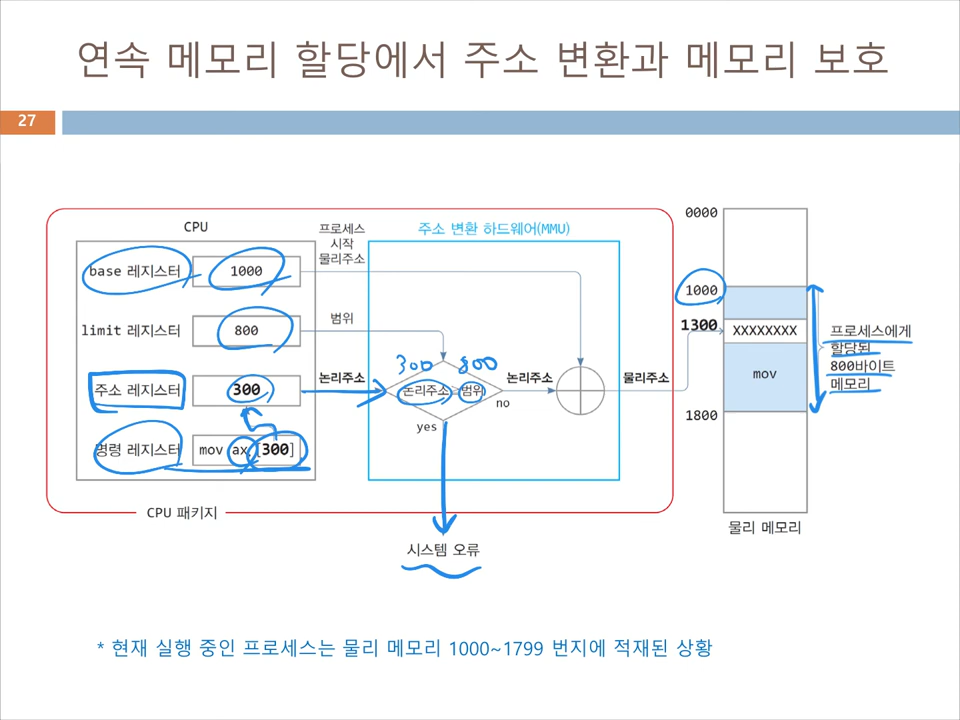 연속 메모리 할당에서 주소 변환과 메모리 보호
27
CPU
base 레지스터
1000
limit 레지스터
800
주소 레지스터
300
명령 레지스터
mov ax, [300]
CPU 패키지
프로세스
시작
물리주소
범위
논리주소
주소 변환 하드웨어(MMU)
300
800
논리주소>범위
yes
no
논리주소
시스템 오류
물리주소
0000
1000
1300
XXXXXXXX
mov
1800
물리 메모리
프로세스에게
할당된
800바이트
메모리
* 현재 실행 중인 프로세스는 물리 메모리 1000~1799 번지에 적재된 상황